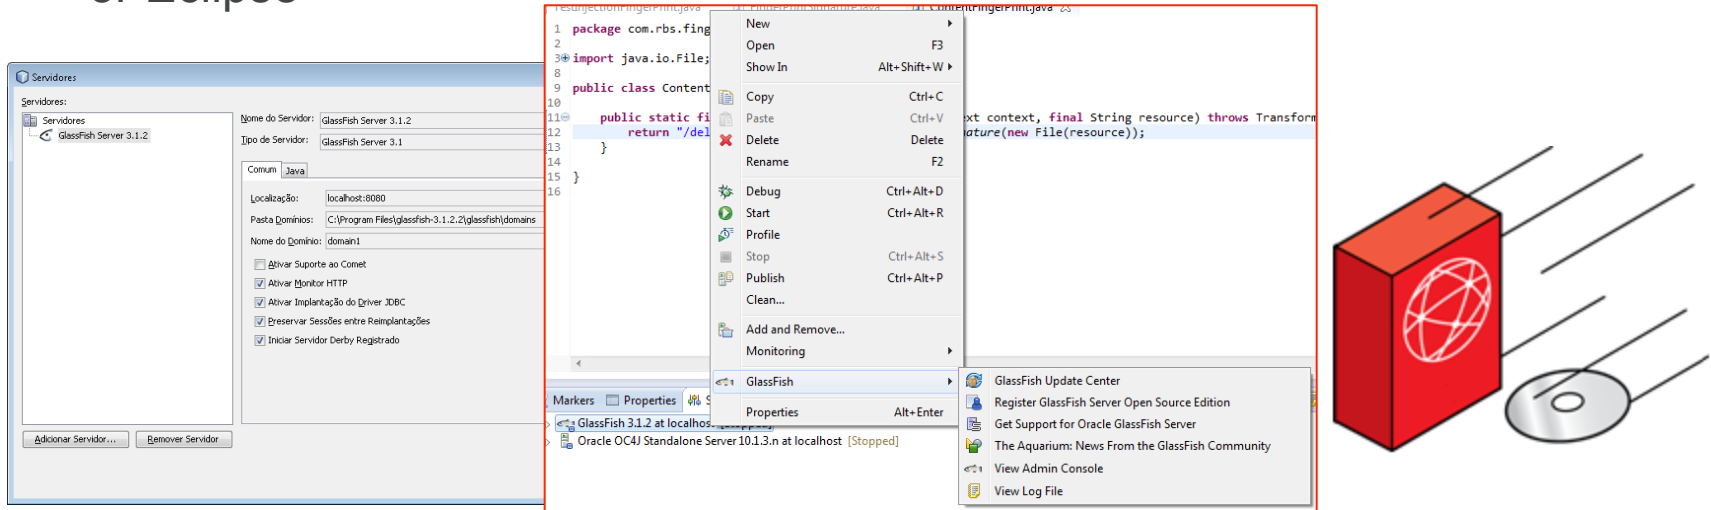 or Eclipse
Servidores
Servidores:
Servidores
GlassFish Server 3.1.2
Nome do Servidor: GlassFish Server 3.1.2
Tipo de Servidor: GlassFish Server 3.1
Comum Java
Localização: localhost:8080
Pasta Domínios: C:\Program Files\glassfish-3.1.2.2\glassfish\domains
Nome do Domínio: domain1
Ativar Suporte ao Comet
Ativar Monitor HTTP
Ativar Implantação do Driver JDBC
Preservar Sessões entre Reimplantações
Iniciar Servidor Derby Registrado
Adicionar Servidor... Remover Servidor
ContentFingerPrint.java
1 package com.rbs.fing
2
3 import java.io.File;
8
9 public class Content
10
11 public static fi ext context, final String resource) throws Transform
12 return "/del ature(new File(resource));
13 }
14
15 }
16
New
Open F3
Show In Alt+Shift+W
Copy Ctrl+C
Paste Ctrl+V
Delete Delete
Rename F2
Debug Ctrl+Alt+D
Start Ctrl+Alt+R
Profile
Stop Ctrl+Alt+S
Publish Ctrl+Alt+P
Clean...
Add and Remove...
Monitoring
GlassFish
Properties Alt+Enter
GlassFish Update Center
Register GlassFish Server Open Source Edition
Get Support for Oracle GlassFish Server
The Aquarium: News From the GlassFish Community
View Admin Console
View Log File
Markers Properties S
GlassFish 3.1.2 at localhost [Stopped]
Oracle OC4J Standalone Server 10.1.3.n at localhost [Stopped]